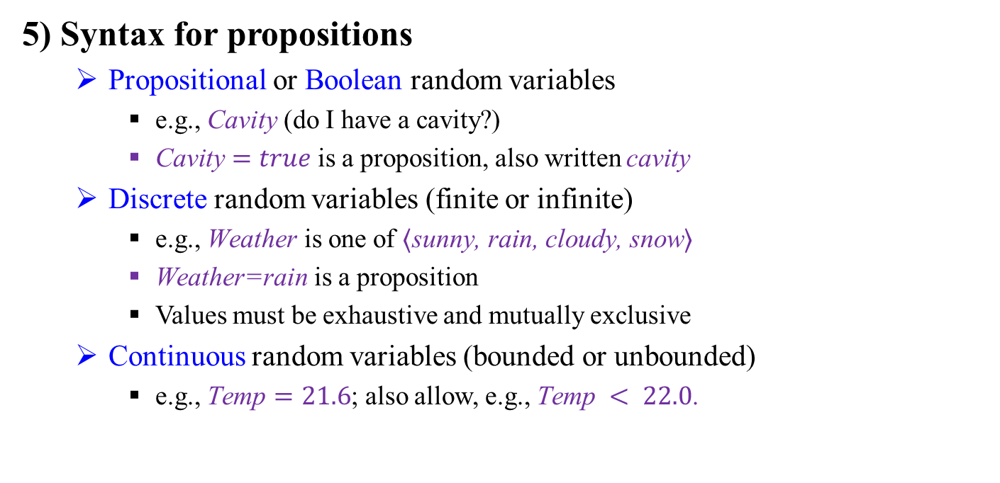 5) Syntax for propositions
➢ Propositional or Boolean random variables
▪ e.g., Cavity (do I have a cavity?)
▪ Cavity = true is a proposition, also written cavity
➢ Discrete random variables (finite or infinite)
▪ e.g., Weather is one of ⟨sunny, rain, cloudy, snow⟩
▪ Weather=rain is a proposition
▪ Values must be exhaustive and mutually exclusive
➢ Continuous random variables (bounded or unbounded)
▪ e.g., Temp = 21.6; also allow, e.g., Temp < 22.0.